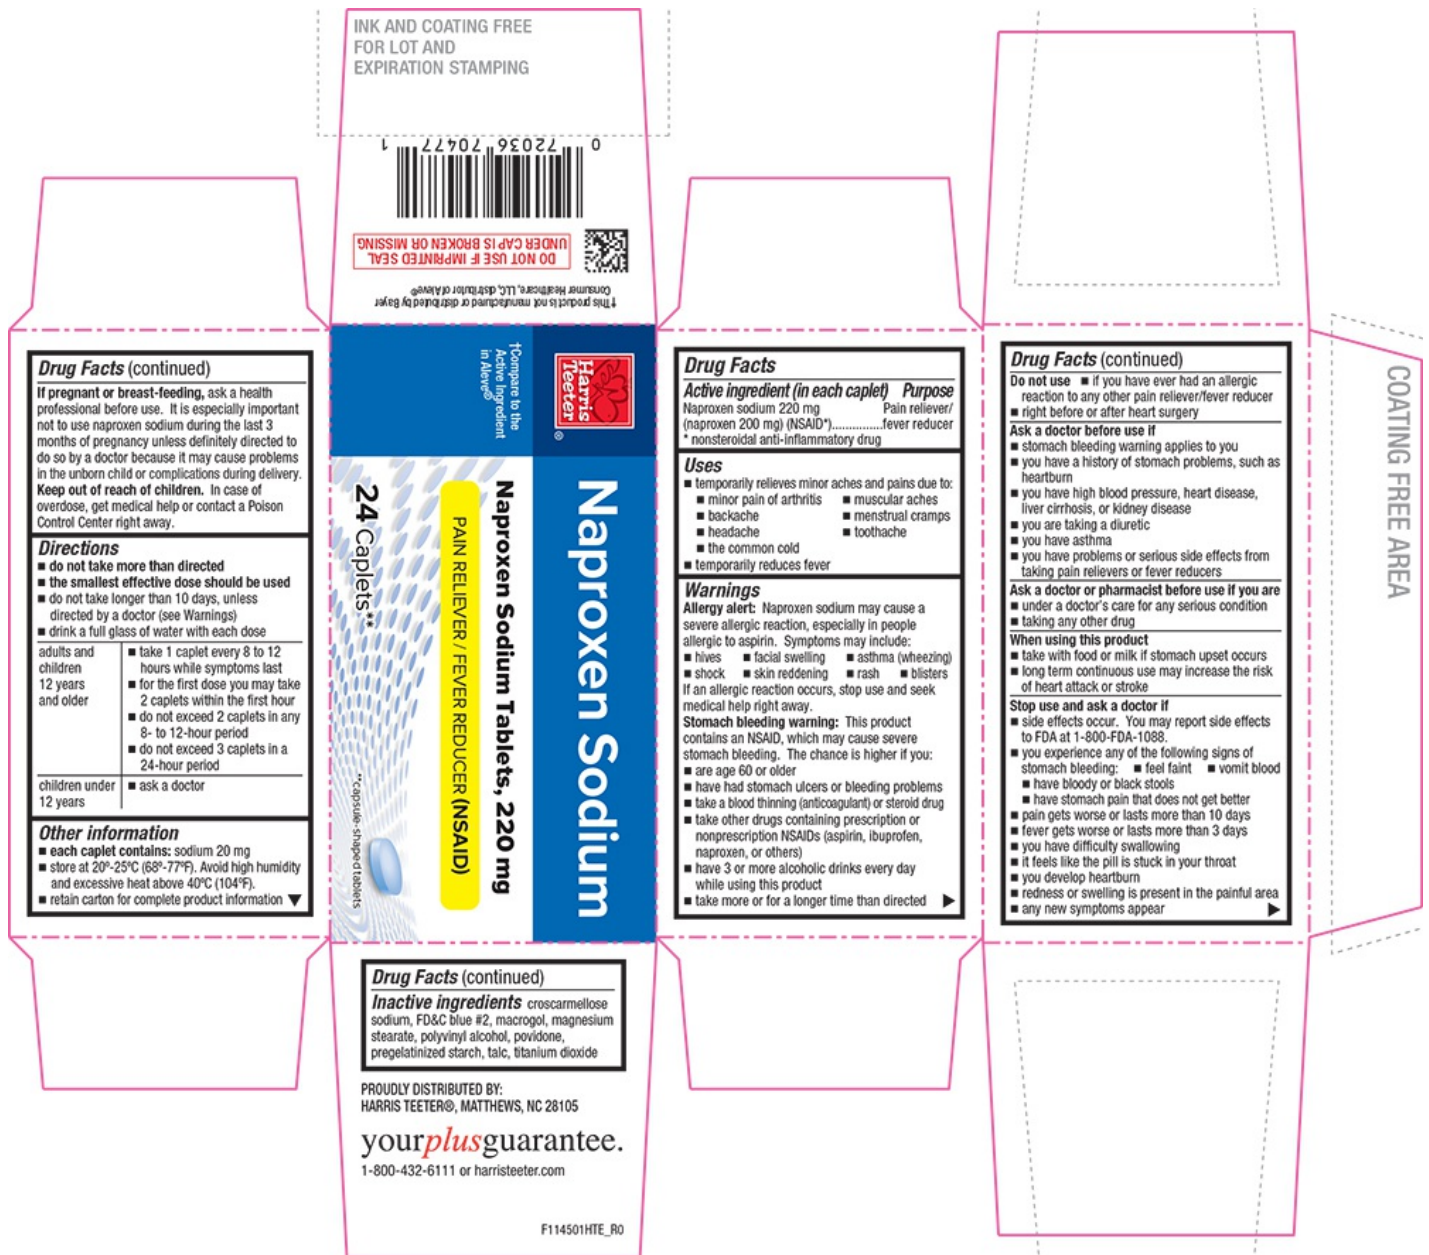 INK AND COATING FREE
FOR LOT AND
EXPIRATION STAMPING
0 72036 70477 1
DO NOT USE IF IMPRINTED SEAL
UNDER CAP IS BROKEN OR MISSING
†This product is not manufactured or distributed by Bayer
Consumer Healthcare, LLC, distributor of Aleve®
Harris
Teeter
®
†Compare to the
Active Ingredient
in Aleve®
Naproxen Sodium
Naproxen Sodium Tablets, 220 mg
PAIN RELIEVER / FEVER REDUCER (NSAID)
24 Caplets**
**capsule-shaped tablets
Drug Facts
Active ingredient (in each caplet) Purpose
Naproxen sodium 220 mg Pain reliever/
(naproxen 200 mg) (NSAID*)................fever reducer
* nonsteroidal anti-inflammatory drug
Uses
■ temporarily relieves minor aches and pains due to:
■ minor pain of arthritis ■ muscular aches
■ backache ■ menstrual cramps
■ headache ■ toothache
■ the common cold
■ temporarily reduces fever
Warnings
Allergy alert: Naproxen sodium may cause a
severe allergic reaction, especially in people
allergic to aspirin. Symptoms may include:
■ hives ■ facial swelling ■ asthma (wheezing)
■ shock ■ skin reddening ■ rash ■ blisters
If an allergic reaction occurs, stop use and seek
medical help right away.
Stomach bleeding warning: This product
contains an NSAID, which may cause severe
stomach bleeding. The chance is higher if you:
■ are age 60 or older
■ have had stomach ulcers or bleeding problems
■ take a blood thinning (anticoagulant) or steroid drug
■ take other drugs containing prescription or
nonprescription NSAIDs (aspirin, ibuprofen,
naproxen, or others)
■ have 3 or more alcoholic drinks every day
while using this product
■ take more or for a longer time than directed ▶
Drug Facts (continued)
Do not use ■ if you have ever had an allergic
reaction to any other pain reliever/fever reducer
■ right before or after heart surgery
Ask a doctor before use if
■ stomach bleeding warning applies to you
■ you have a history of stomach problems, such as
heartburn
■ you have high blood pressure, heart disease,
liver cirrhosis, or kidney disease
■ you are taking a diuretic
■ you have asthma
■ you have problems or serious side effects from
taking pain relievers or fever reducers
Ask a doctor or pharmacist before use if you are
■ under a doctor's care for any serious condition
■ taking any other drug
When using this product
■ take with food or milk if stomach upset occurs
■ long term continuous use may increase the risk
of heart attack or stroke
Stop use and ask a doctor if
■ side effects occur. You may report side effects
to FDA at 1-800-FDA-1088.
■ you experience any of the following signs of
stomach bleeding: ■ feel faint ■ vomit blood
■ have bloody or black stools
■ have stomach pain that does not get better
■ pain gets worse or lasts more than 10 days
■ fever gets worse or lasts more than 3 days
■ you have difficulty swallowing
■ it feels like the pill is stuck in your throat
■ you develop heartburn
■ redness or swelling is present in the painful area
■ any new symptoms appear ▶
COATING FREE AREA
Drug Facts (continued)
If pregnant or breast-feeding, ask a health
professional before use. It is especially important
not to use naproxen sodium during the last 3
months of pregnancy unless definitely directed to
do so by a doctor because it may cause problems
in the unborn child or complications during delivery.
Keep out of reach of children. In case of
overdose, get medical help or contact a Poison
Control Center right away.
Directions
■ do not take more than directed
■ the smallest effective dose should be used
■ do not take longer than 10 days, unless
directed by a doctor (see Warnings)
■ drink a full glass of water with each dose
adults and ■ take 1 caplet every 8 to 12
children hours while symptoms last
12 years ■ for the first dose you may take
and older 2 caplets within the first hour
■ do not exceed 2 caplets in any
8- to 12-hour period
■ do not exceed 3 caplets in a
24-hour period
children under ■ ask a doctor
12 years
Other information
■ each caplet contains: sodium 20 mg
■ store at 20º-25ºC (68º-77ºF). Avoid high humidity
and excessive heat above 40ºC (104ºF).
■ retain carton for complete product information ▼
Drug Facts (continued)
Inactive ingredients croscarmellose
sodium, FD&C blue #2, macrogol, magnesium
stearate, polyvinyl alcohol, povidone,
pregelatinized starch, talc, titanium dioxide
PROUDLY DISTRIBUTED BY:
HARRIS TEETER®, MATTHEWS, NC 28105
yourplusguarantee.
1-800-432-6111 or harristeeter.com
F114501HTE_R0